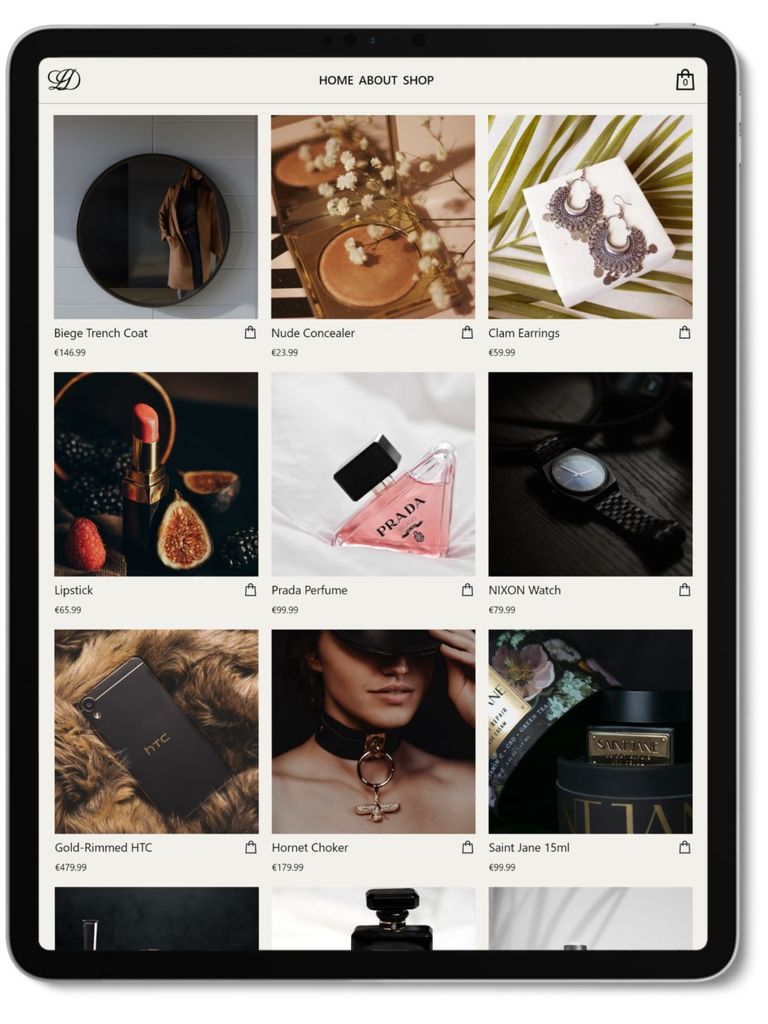 HOME ABOUT SHOP
0
Biege Trench Coat
€146.99
Nude Concealer
€23.99
Clam Earrings
€59.99
PRADA
Lipstick
€65.99
Prada Perfume
€99.99
NIXON Watch
€79.99
hTC
SAINT JANE
Gold-Rimmed HTC
€479.99
Hornet Choker
€179.99
Saint Jane 15ml
€99.99